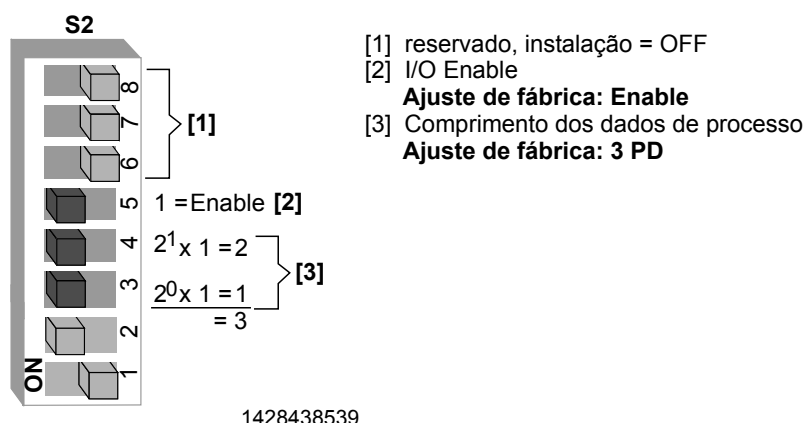 S2
8
7
6
5
4
3
2
1
ON
[1]
1 =Enable [2]
2¹x 1 =2
2⁰x 1 =1
= 3
[3]
1428438539
[1] reservado, instalação = OFF
[2] I/O Enable
Ajuste de fábrica: Enable
[3] Comprimento dos dados de processo
Ajuste de fábrica: 3 PD